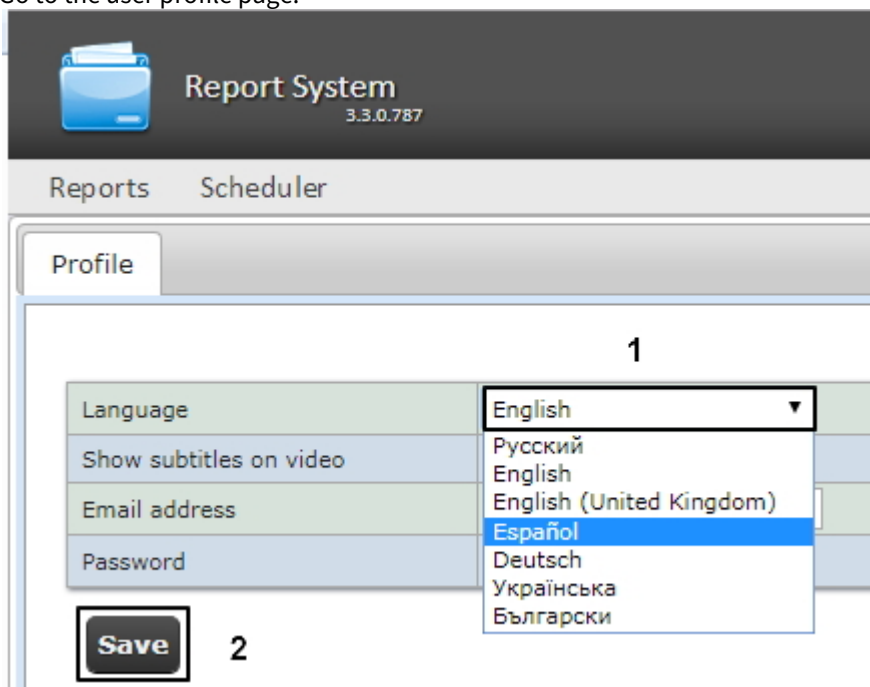 Go to the user profile page.
Report System
3.3.0.787
Reports Scheduler
Profile
1
Language English ▼
Русский
Show subtitles on video
English
English (United Kingdom)
Email address
Español
Password
Deutsch
Українська
Български
Save 2